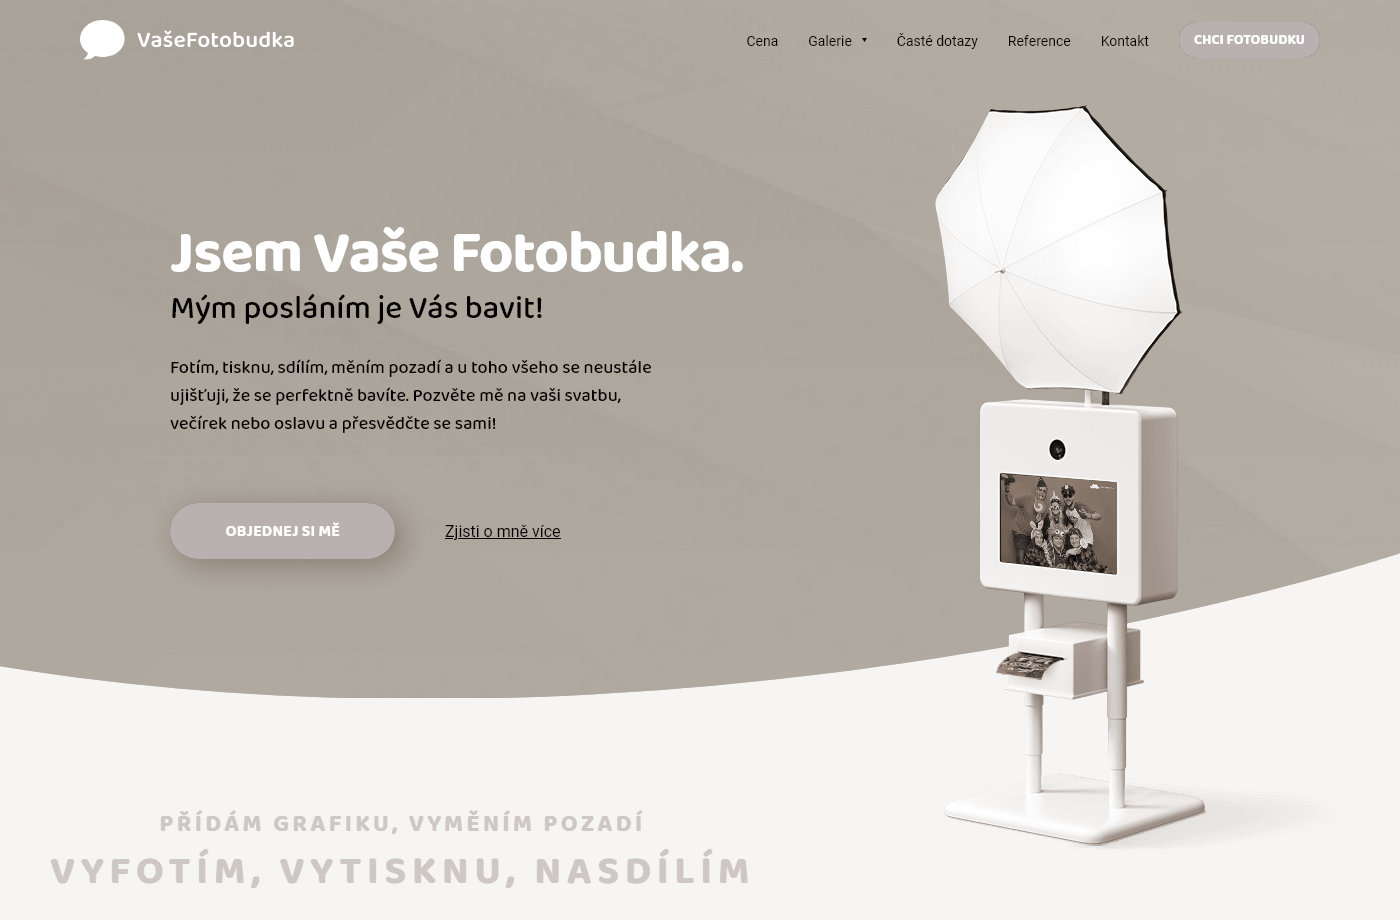 VašeFotobudka
Cena
Galerie
Časté dotazy
Reference
Kontakt
CHCI FOTOBUDKU
Jsem Vaše Fotobudka.
Mým posláním je Vás bavit!
Fotím, tisknu, sdílím, měním pozadí a u toho všeho se neustále
ujišťuji, že se perfektně bavíte. Pozvěte mě na vaši svatbu,
večírek nebo oslavu a přesvědčte se sami!
OBJEDNEJ SI MĚ
Zjisti o mně více
PŘÍDÁM GRAFIKU, VYMĚNÍM POZADÍ
VYFOTÍM, VYTISKNU, NASDÍLÍM